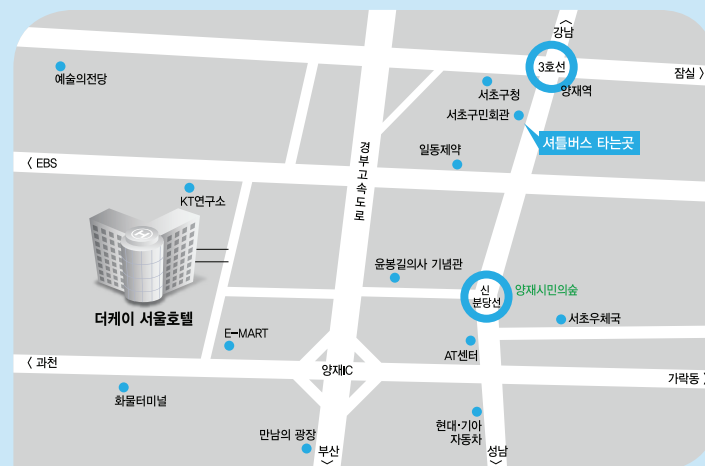 강남
3호선
잠실
예술의전당
양재역
서초구청
서초구민회관
셔틀버스 타는곳
경부고속도로
일동제약
EBS
KT연구소
H
윤봉길의사 기념관
신
분당선
양재시민의숲
더케이 서울호텔
서초우체국
E-MART
AT센터
과천
양재IC
가락동
화물터미널
현대·기아
자동차
만남의 광장
부산
성남